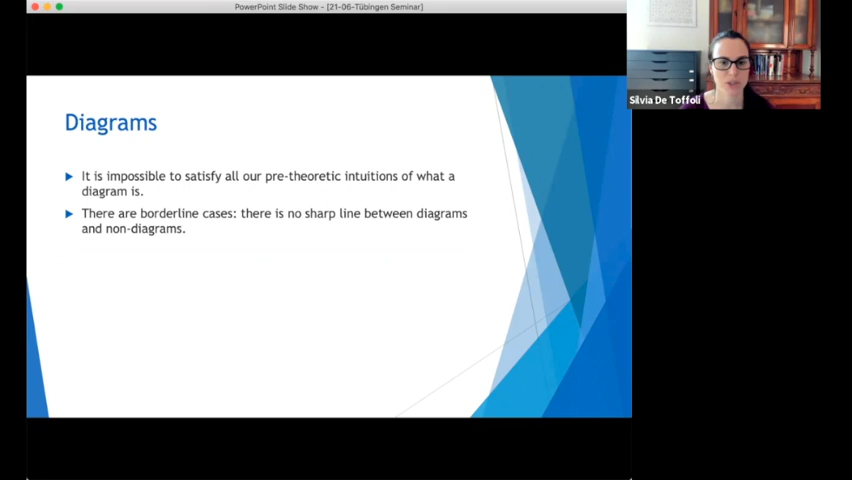 PowerPoint Slide Show - [21-06-Tübingen Seminar]
Silvia De Toffoli
Diagrams
It is impossible to satisfy all our pre-theoretic intuitions of what a
diagram is.
There are borderline cases: there is no sharp line between diagrams
and non-diagrams.